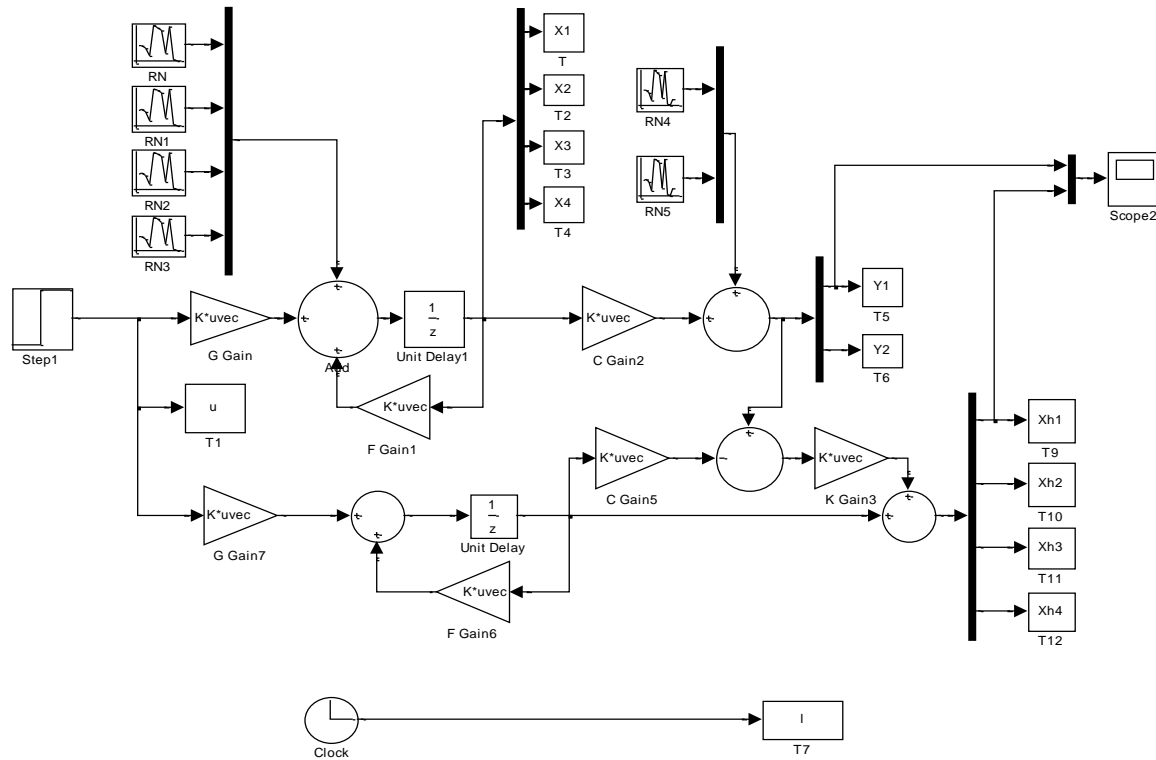 RN
RN1
RN2
RN3
X1
T
X2
T2
X3
T3
X4
T4
RN4
RN5
Scope2
Step1
K*uvec
G Gain
Add
1
z
Unit Delay1
K*uvec
C Gain2
Y1
T5
Y2
T6
u
T1
K*uvec
F Gain1
K*uvec
C Gain5
K*uvec
K Gain3
Xh1
T9
Xh2
T10
Xh3
T11
Xh4
T12
K*uvec
G Gain7
1
z
Unit Delay
K*uvec
F Gain6
Clock
T7